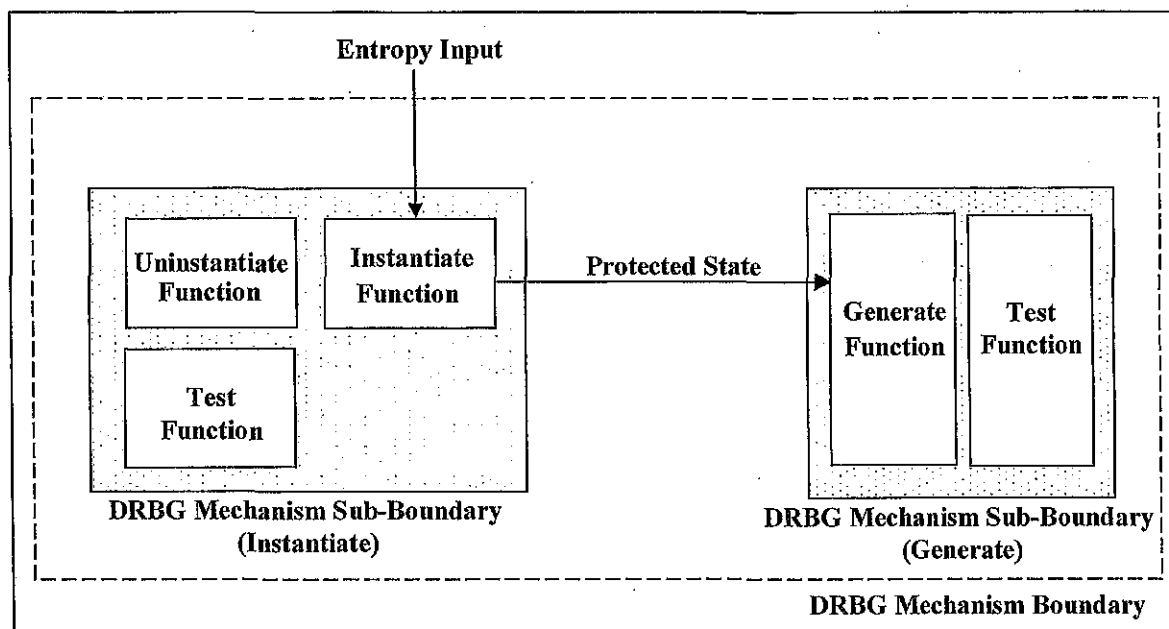 Entropy Input
Uninstantiate
Function
Instantiate
Function
Test
Function
Protected State
Generate
Function
Test
Function
DRBG Mechanism Sub-Boundary
(Instantiate)
DRBG Mechanism Sub-Boundary
(Generate)
DRBG Mechanism Boundary